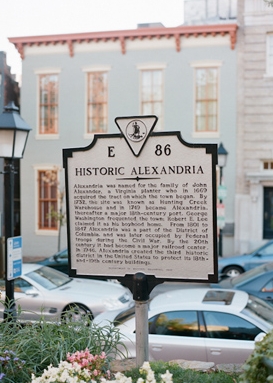 E 86
HISTORIC ALEXANDRIA
Alexandria was named for the family of John
Alexander, a Virginia planter who in 1669
acquired the tract on which the town began. By
1732, the site was known as Hunting Creek
Warehouse and in 1749 became Alexandria,
thereafter a major 18th-century port. George
Washington frequented the town; Robert E. Lee
claimed it as his boyhood home. From 1801 to
1847 Alexandria was a part of the District of
Columbia, and was later occupied by Federal
troops during the Civil War. By the 20th
century it had become a major railroad center.
In 1946, Alexandria created the third historic
district in the United States to protect its 18th-
and-19th century buildings.